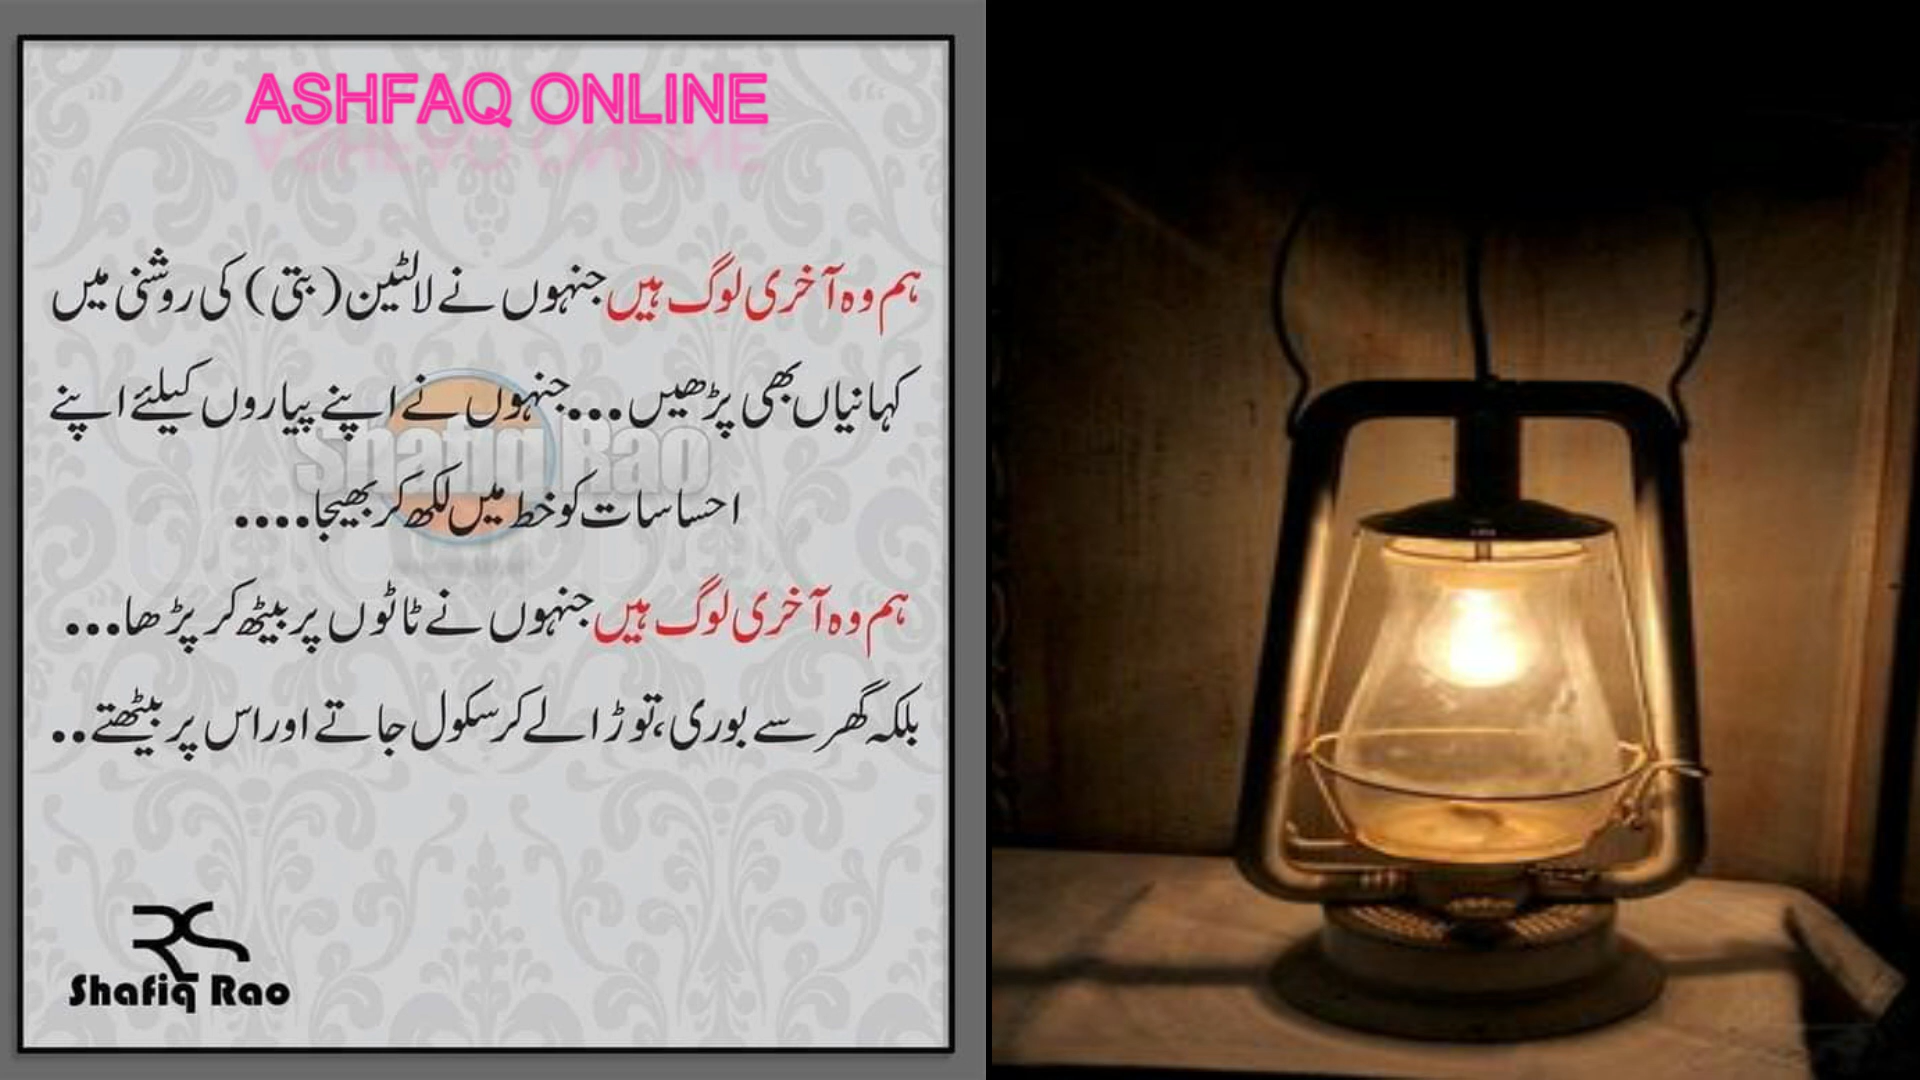 ASHFAQ ONLINE
ہم وہ آخری لوگ ہیں جنہوں نے لالٹین (بتی) کی روشنی میں
کہانیاں بھی پڑھیں...جنہوں نے اپنے پیاروں کیلئے اپنے
احساسات کو خط میں لکھ کر بھیجا....
ہم وہ آخری لوگ ہیں جنہوں نے ٹاٹوں پر بیٹھ کر پڑھا...
بلکہ گھر سے بوری، توڑا لے کر سکول جاتے اور اس پر بیٹھتے..
Shafiq Rao
RS
Shafiq Rao